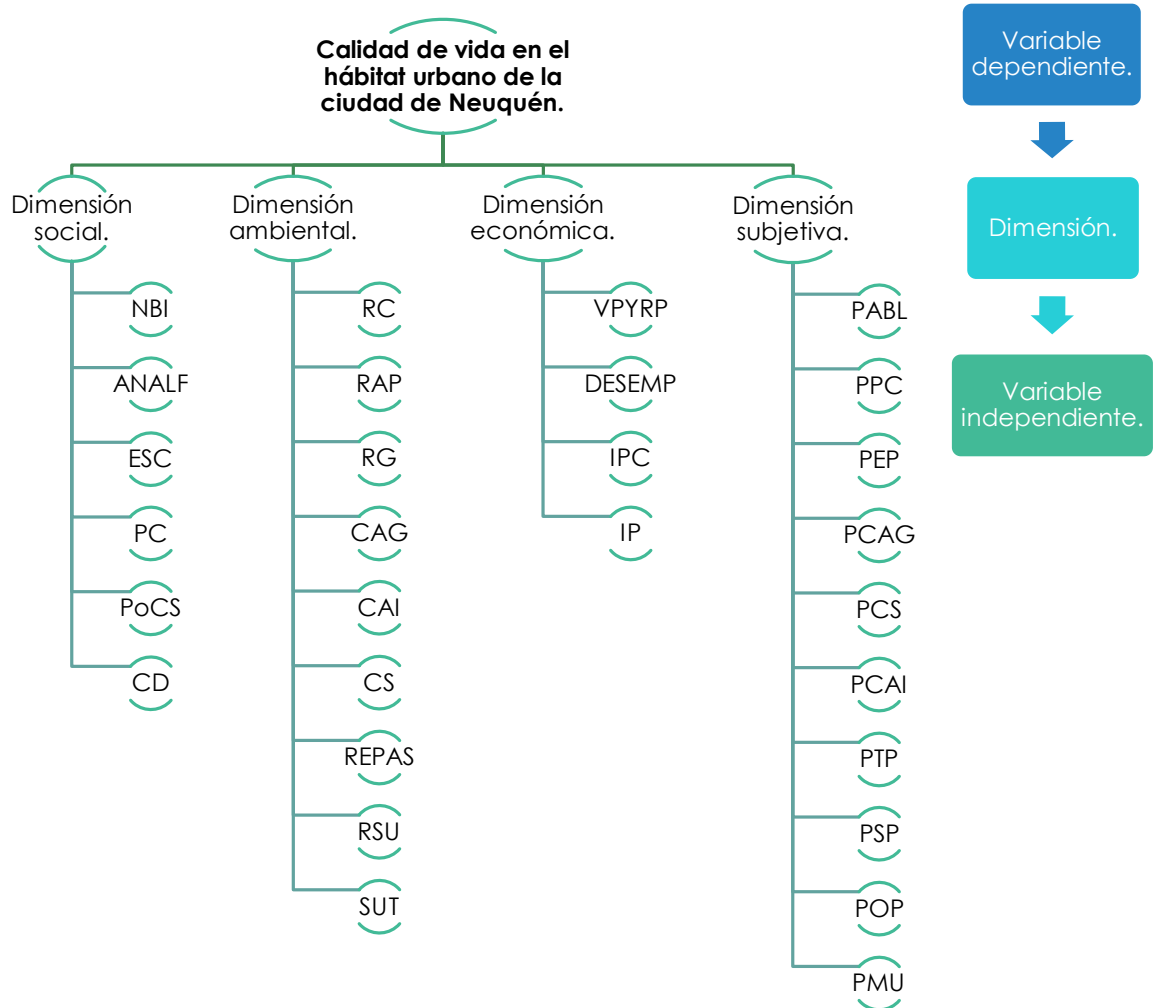 Calidad de vida en el
hábitat urbano de la
ciudad de Neuquén.
Dimensión
social.
NBI
ANALF
ESC
PC
PoCS
CD
Dimensión
ambiental.
RC
RAP
RG
CAG
CAI
CS
REPAS
RSU
SUT
Dimensión
económica.
VPYRP
DESEMP
IPC
IP
Dimensión
subjetiva.
PABL
PPC
PEP
PCAG
PCS
PCAI
PTP
PSP
POP
PMU
Variable
dependiente.
Dimensión.
Variable
independiente.